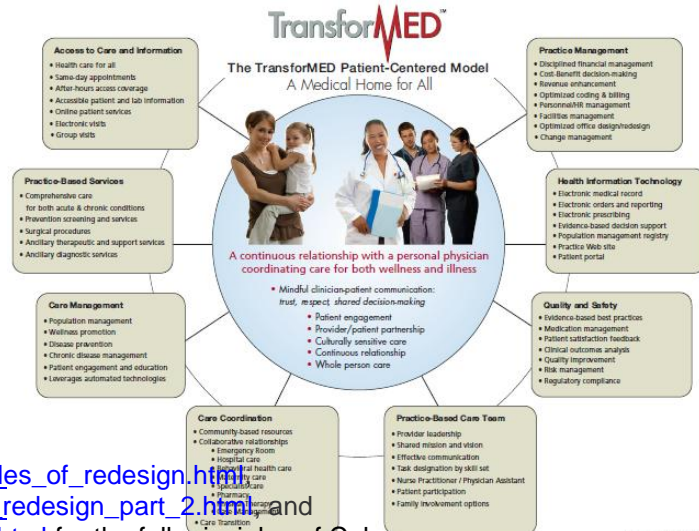 TransforMED™
The TransforMED Patient-Centered Model
A Medical Home for All
Access to Care and Information
• Health care for all
• Same-day appointments
• After-hours access coverage
• Accessible patient and lab information
• Online patient services
• Electronic visits
• Group visits
Practice-Based Services
• Comprehensive care
for both acute & chronic conditions
• Prevention screening and services
• Surgical procedures
• Ancillary therapeutic and support services
• Ancillary diagnostic services
Care Management
• Population management
• Wellness promotion
• Disease prevention
• Chronic disease management
• Patient engagement and education
• Leverages automated technologies
Practice Management
• Disciplined financial management
• Cost-Benefit decision-making
• Revenue enhancement
• Optimized coding & billing
• Personnel/HR management
• Facilities management
• Optimized office design/redesign
• Change management
Health Information Technology
• Electronic medical record
• Electronic orders and reporting
• Electronic prescribing
• Evidence-based decision support
• Population management registry
• Practice Web site
• Patient portal
Quality and Safety
• Evidence-based best practices
• Medication management
• Patient satisfaction feedback
• Clinical outcomes analysis
• Quality improvement
• Risk management
• Regulatory compliance
A continuous relationship with a personal physician
coordinating care for both wellness and illness
• Mindful clinician-patient communication:
trust, respect, shared decision-making
• Patient engagement
• Provider/patient partnership
• Culturally sensitive care
• Continuous relationship
• Whole person care
Care Coordination
• Community-based resources
• Collaborative relationships
• Emergency Room
• Hospital care
• Behavioral health care
• Maternity care
• Specialist care
• Pharmacy
• Physical Therapy
• Case Management
• Care Transition
Practice-Based Care Team
• Provider leadership
• Shared mission and vision
• Effective communication
• Task designation by skill set
• Nurse Practitioner / Physician Assistant
• Patient participation
• Family involvement options
les_of_redesign.html,
redesign_part_2.html, and